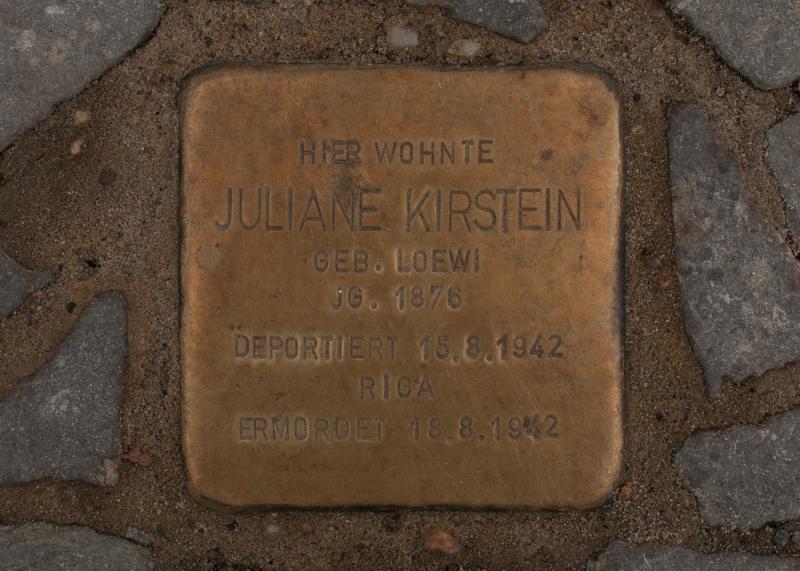 HIER WOHNTE
JULIANE KIRSTEIN
GEB. LOEWI
JG. 1876
DEPORTIERT 15.8.1942
RIGA
ERMORDET 18.8.1942